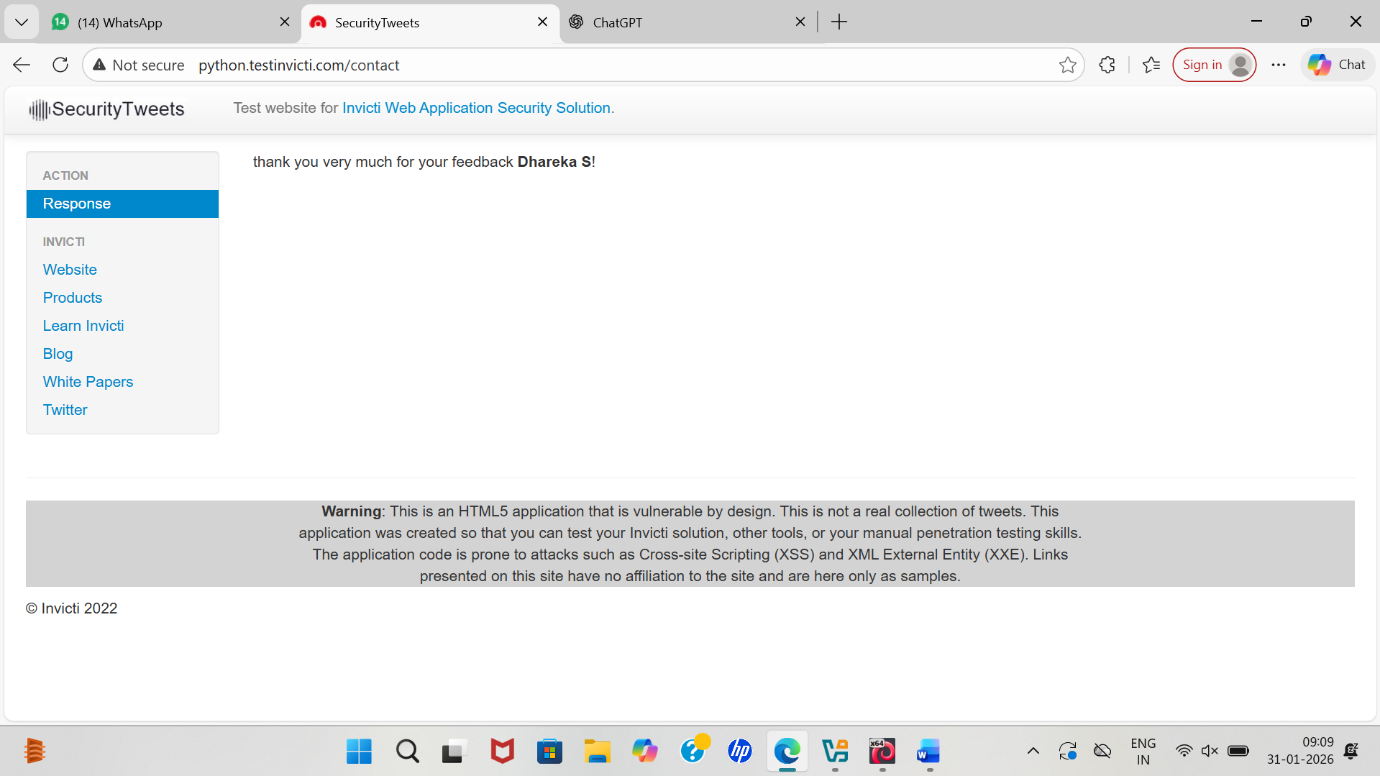 14 (14) WhatsApp
SecurityTweets
ChatGPT
Not secure python.testinvicti.com/contact
Sign in
Chat
SecurityTweets
Test website for Invicti Web Application Security Solution.
ACTION
Response
INVICTI
Website
Products
Learn Invicti
Blog
White Papers
Twitter
thank you very much for your feedback Dhareka S!
Warning: This is an HTML5 application that is vulnerable by design. This is not a real collection of tweets. This
application was created so that you can test your Invicti solution, other tools, or your manual penetration testing skills.
The application code is prone to attacks such as Cross-site Scripting (XSS) and XML External Entity (XXE). Links
presented on this site have no affiliation to the site and are here only as samples.
© Invicti 2022
hp
x64
W
ENG
IN
09:09
31-01-2026